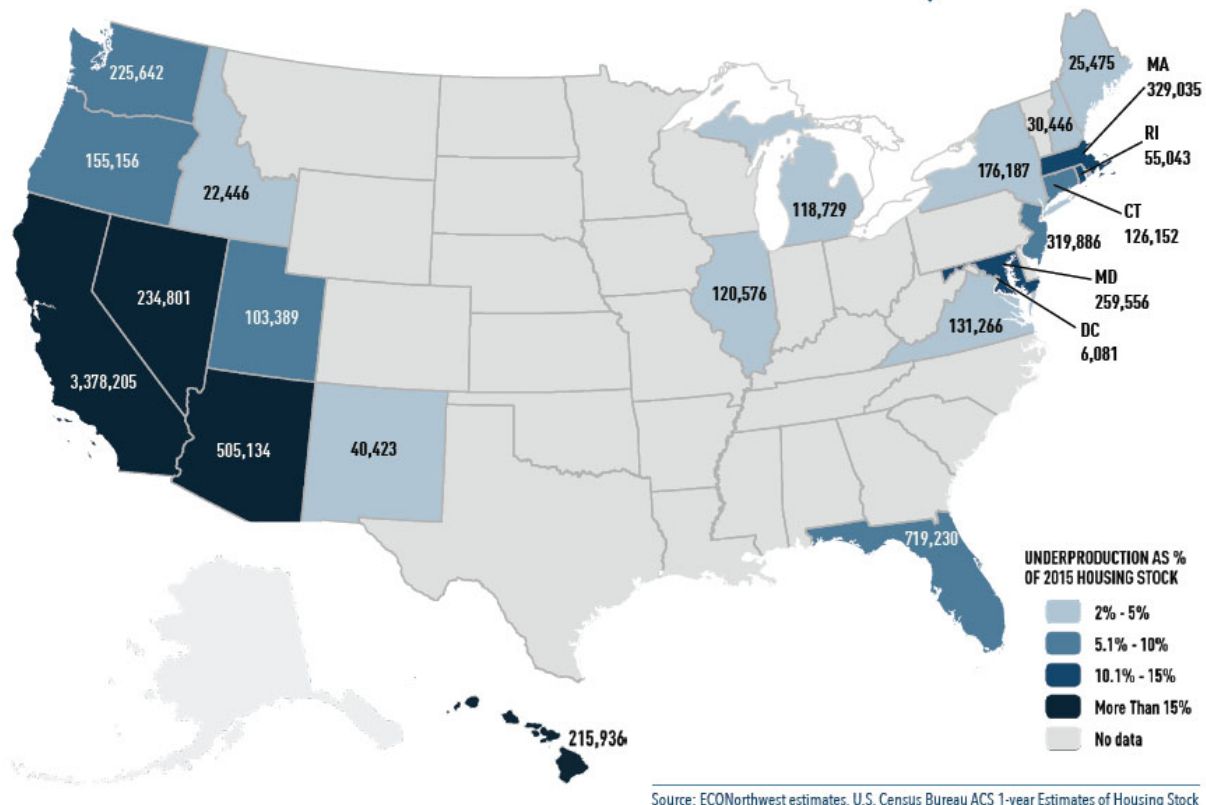 225,642
155,156
22,446
3,378,205
234,801
103,389
505,134
40,423
120,576
118,729
176,187
30,446
25,475
MA
329,035
RI
55,043
CT
126,152
319,886
MD
259,556
DC
6,081
131,266
719,230
215,936
UNDERPRODUCTION AS %
OF 2015 HOUSING STOCK
2% - 5%
5.1% - 10%
10.1% - 15%
More Than 15%
No data
Source: ECONorthwest estimates, U.S. Census Bureau ACS 1-year Estimates of Housing Stock